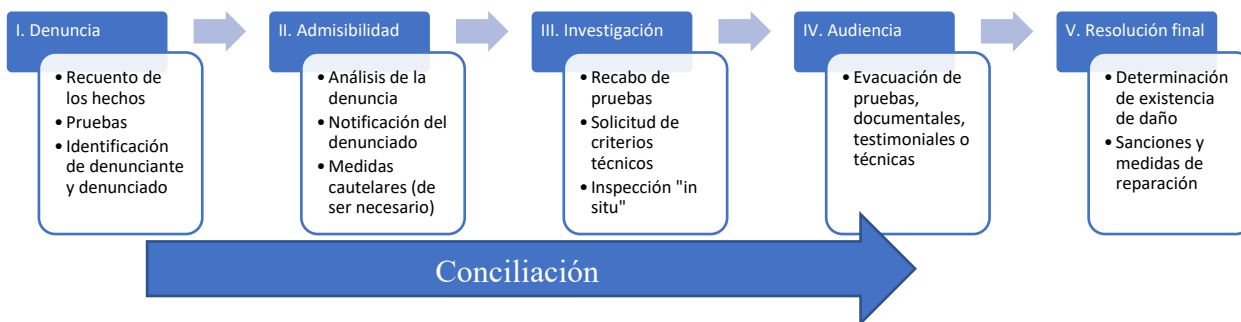 I. Denuncia
• Recuento de
los hechos
• Pruebas
• Identificación
de denunciante
y denunciado
II. Admisibilidad
• Análisis de la
denuncia
• Notificación del
denunciado
• Medidas
cautelares (de
ser necesario)
III. Investigación
• Recabo de
pruebas
• Solicitud de
criterios
técnicos
• Inspección "in
situ"
IV. Audiencia
• Evacuación de
pruebas,
documentales,
testimoniales o
técnicas
V. Resolución final
• Determinación
de existencia
de daño
• Sanciones y
medidas de
reparación
Conciliación